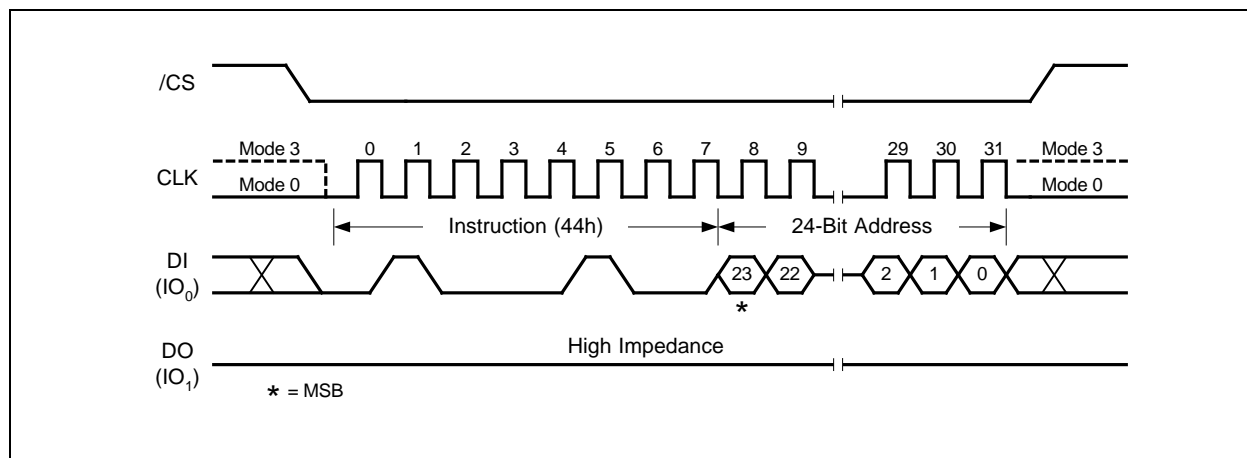 /CS
CLK
Mode 3
Mode 0
0 1 2 3 4 5 6 7 8 9 29 30 31
Mode 3
Mode 0
Instruction (44h)
24-Bit Address
DI
(IO₀)
23 22 2 1 0
*
DO
(IO₁)
High Impedance
* = MSB